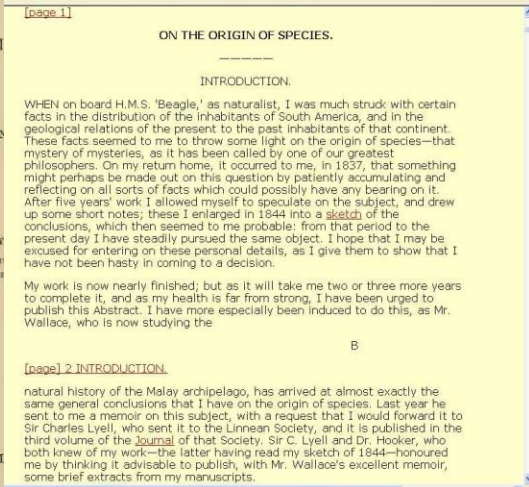 [page 1]
ON THE ORIGIN OF SPECIES.
—————
INTRODUCTION.
WHEN on board H.M.S. 'Beagle,' as naturalist, I was much struck with certain
facts in the distribution of the inhabitants of South America, and in the
geological relations of the present to the past inhabitants of that continent.
These facts seemed to me to throw some light on the origin of species—that
mystery of mysteries, as it has been called by one of our greatest
philosophers. On my return home, it occurred to me, in 1837, that something
might perhaps be made out on this question by patiently accumulating and
reflecting on all sorts of facts which could possibly have any bearing on it.
After five years' work I allowed myself to speculate on the subject, and drew
up some short notes; these I enlarged in 1844 into a sketch of the
conclusions, which then seemed to me probable: from that period to the
present day I have steadily pursued the same object. I hope that I may be
excused for entering on these personal details, as I give them to show that I
have not been hasty in coming to a decision.
My work is now nearly finished; but as it will take me two or three more years
to complete it, and as my health is far from strong, I have been urged to
publish this Abstract. I have more especially been induced to do this, as Mr.
Wallace, who is now studying the
B
[page] 2 INTRODUCTION.
natural history of the Malay archipelago, has arrived at almost exactly the
same general conclusions that I have on the origin of species. Last year he
sent to me a memoir on this subject, with a request that I would forward it to
Sir Charles Lyell, who sent it to the Linnean Society, and it is published in the
third volume of the Journal of that Society. Sir C. Lyell and Dr. Hooker, who
both knew of my work—the latter having read my sketch of 1844—honoured
me by thinking it advisable to publish, with Mr. Wallace's excellent memoir,
some brief extracts from my manuscripts.